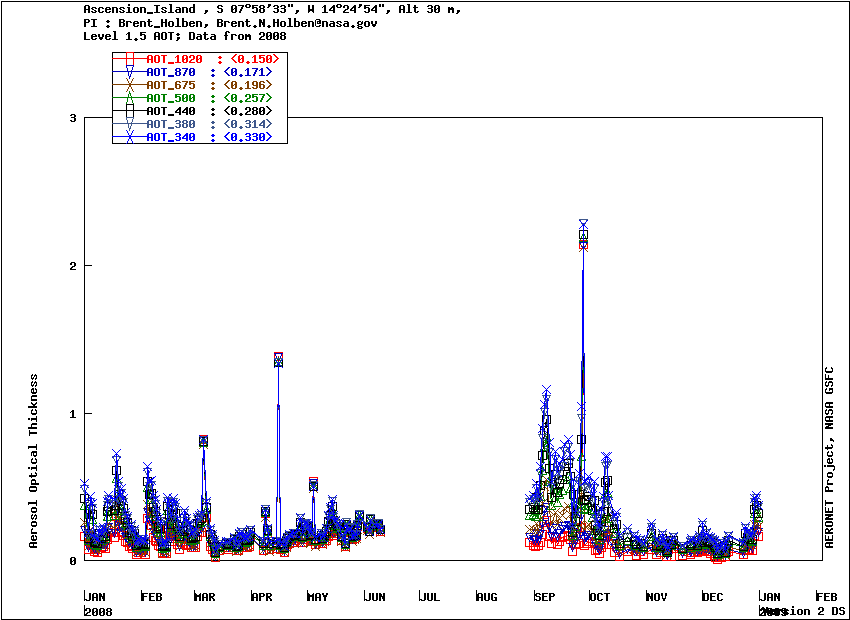 Ascension_Island , S 07°58'33", W 14°24'54", Alt 30 m,
PI : Brent_Holben, Brent.N.Holben@nasa.gov
Level 1.5 AOT; Data from 2008
AOT_1020 : <0.150>
AOT_870 : <0.171>
AOT_675 : <0.196>
AOT_500 : <0.257>
AOT_440 : <0.280>
AOT_380 : <0.314>
AOT_340 : <0.330>
3
2
1
0
Aerosol Optical Thickness
AERONET Project, NASA GSFC
JAN FEB MAR APR MAY JUN JUL AUG SEP OCT NOV DEC JAN FEB
2008 2009
Version 2 DS